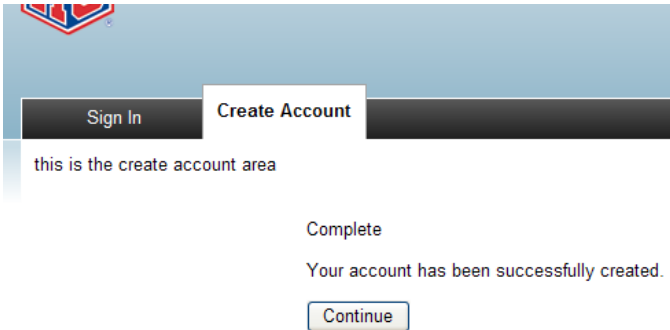 Sign In
Create Account
this is the create account area
Complete
Your account has been successfully created.
Continue